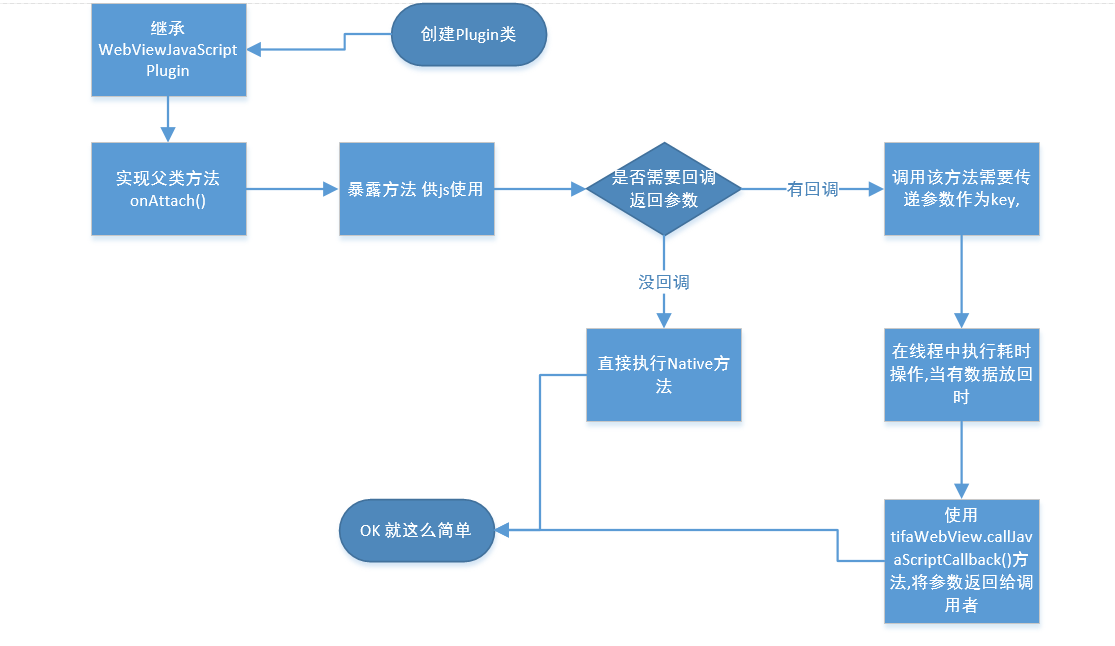 创建Plugin类
继承
WebViewJavaScript
Plugin
实现父类方法
onAttach()
暴露方法 供js使用
是否需要回调
返回参数
有回调
调用该方法需要传
递参数作为key,
没回调
直接执行Native方
法
在线程中执行耗时
操作,当有数据放回
时
使用
tifaWebView.callJav
aScriptCallback()方
法,将参数返回给调
用者
OK 就这么简单